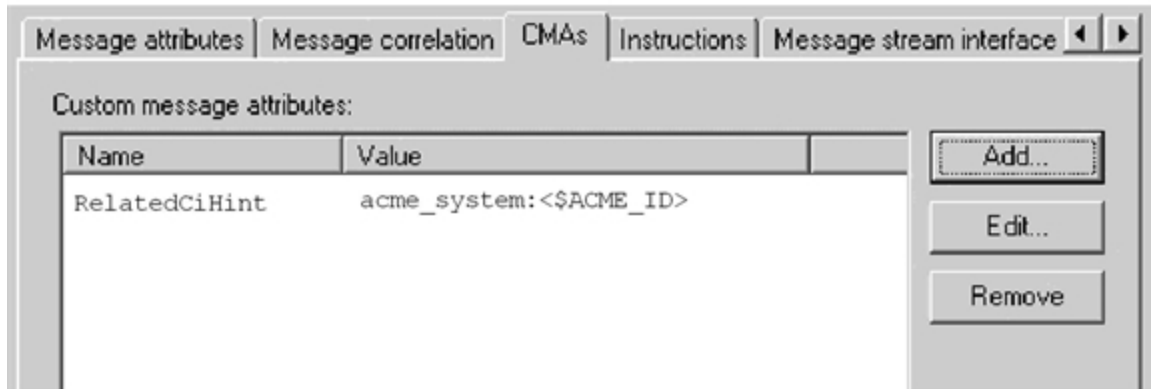 Message attributes Message correlation CMAs Instructions Message stream interface
Custom message attributes:
Name Value
Add...
RelatedCiHint acme_system:<$ACME_ID>
Edit...
Remove